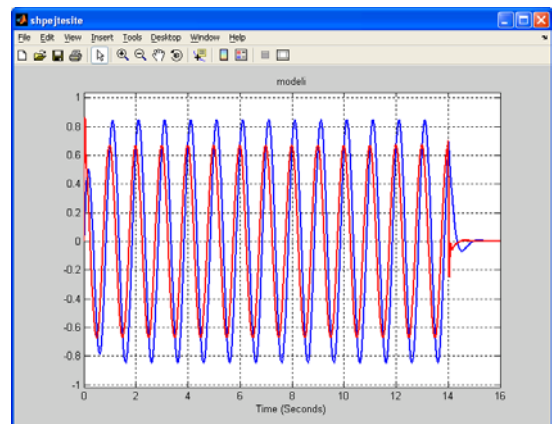 shpejtesite
File Edit View Insert Tools Desktop Window Help
modeli
1
0.8
0.6
0.4
0.2
0
-0.2
-0.4
-0.6
-0.8
-1
0 2 4 6 8 10 12 14 16
Time (Seconds)